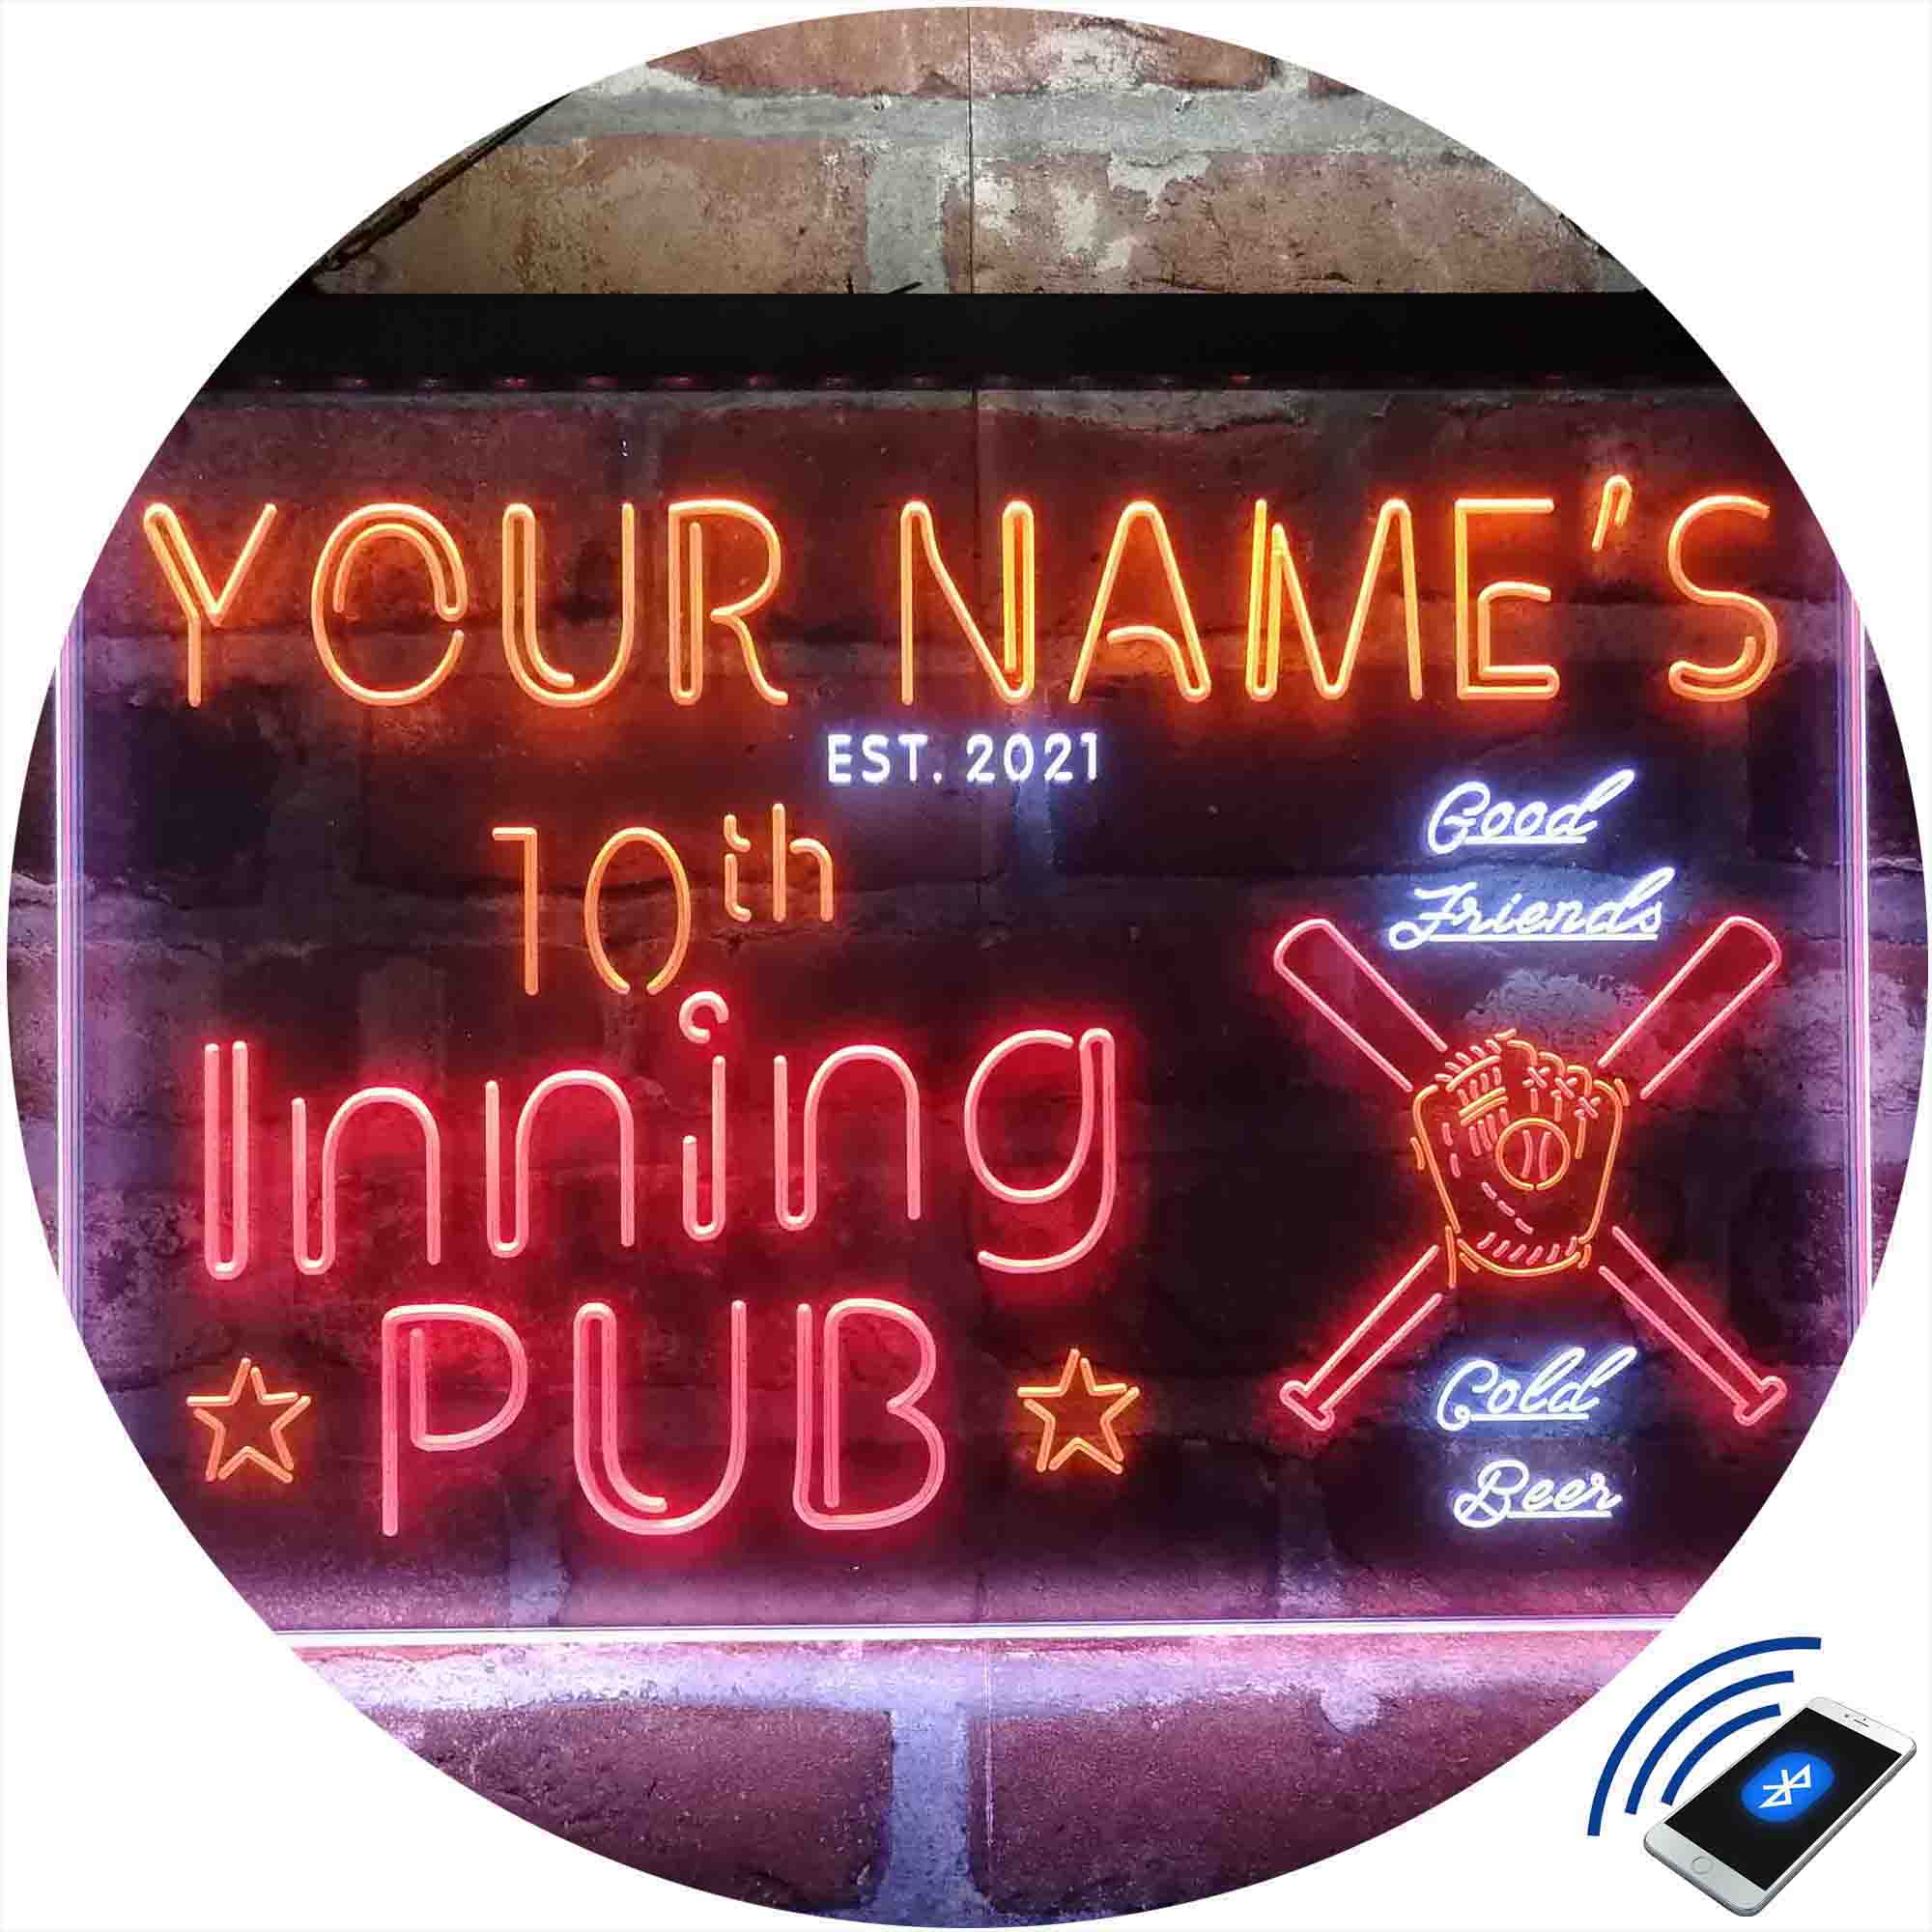 YOUR NAME'S
EST. 2021
10th
Inning
PUB
Good
Friends
Cold
Beer